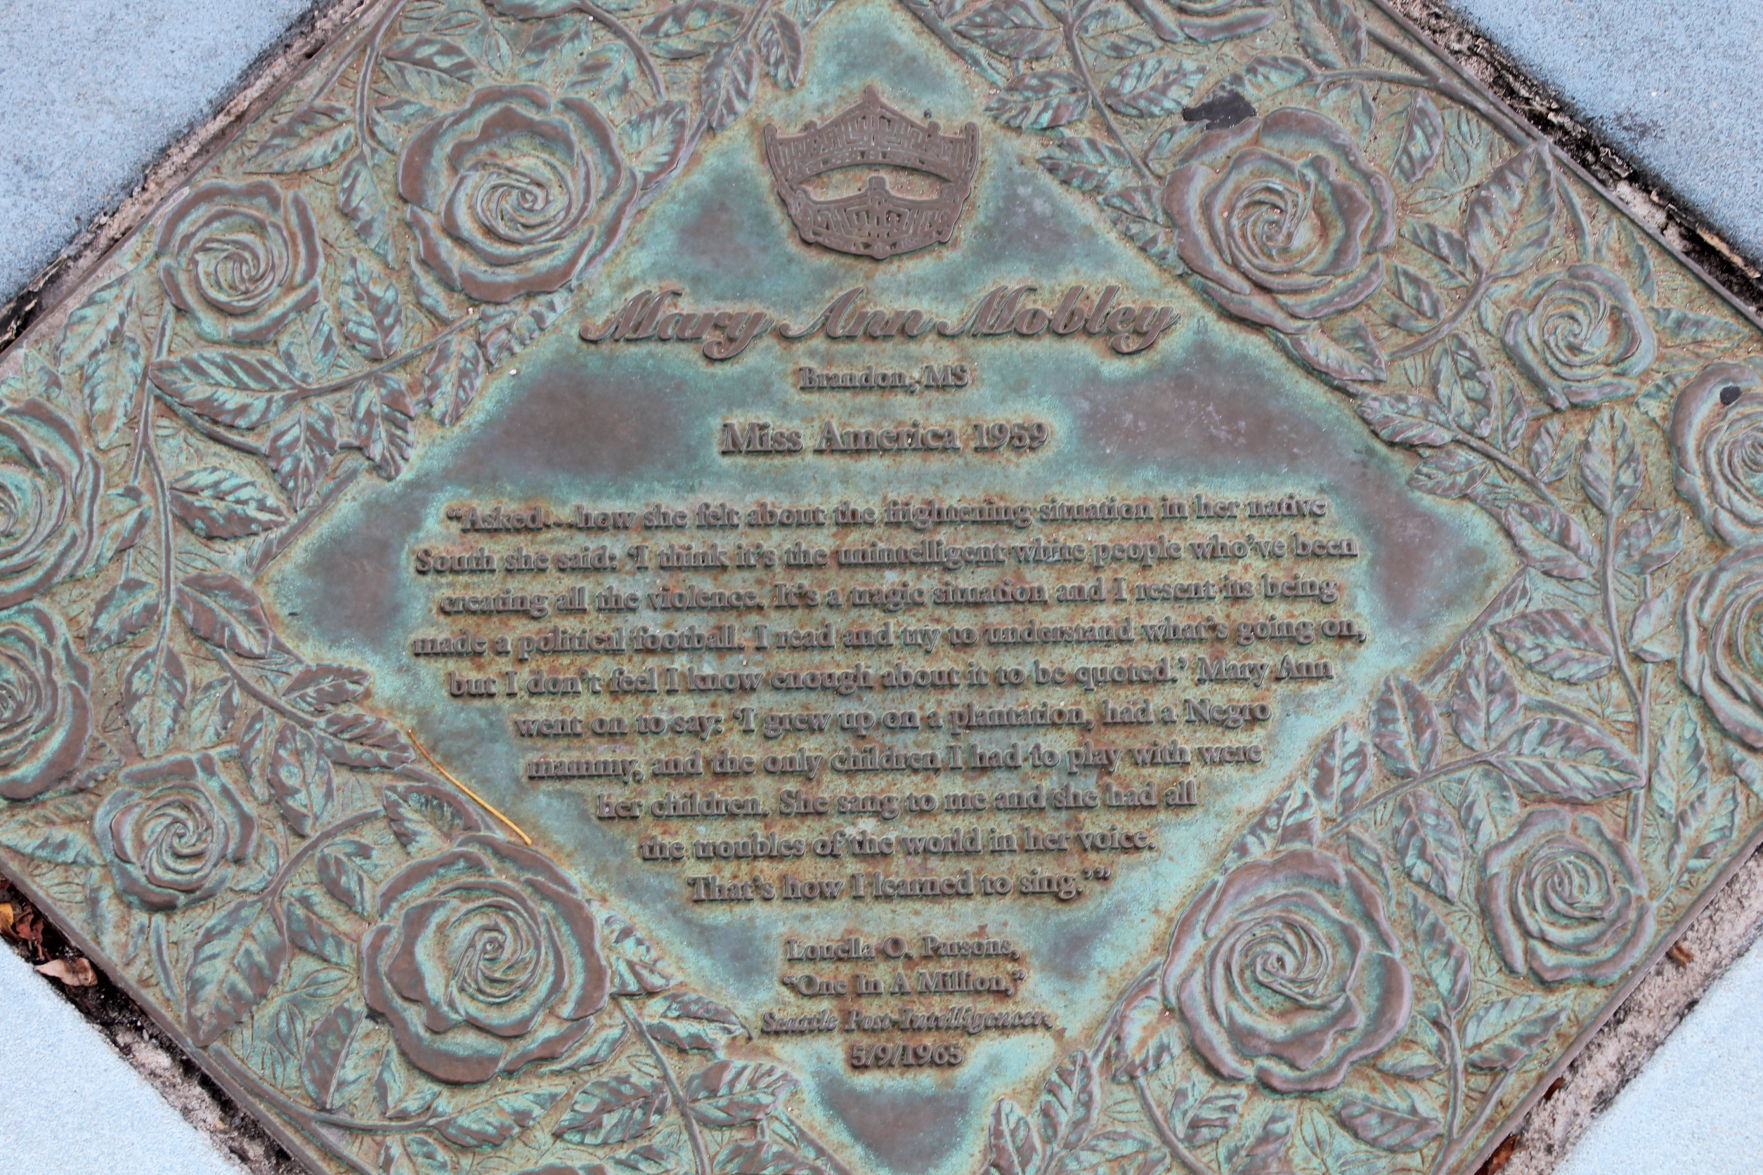 Mary Ann Mobley
Brandon, MS
Miss America 1959
“Asked...how she felt about the frightening situation in her native
South she said: ‘I think it’s the unintelligent white people who’ve been
creating all the violence. It’s a tragic situation and I resent its being
made a political football. I read and try to understand what’s going on,
but I don’t feel I know enough about it to be quoted.’ Mary Ann
went on to say: ‘I grew up on a plantation, had a Negro
mammy, and the only children I had to play with were
her children. She sang to me and she had all
the troubles of the world in her voice.
That’s how I learned to sing.’”
Louella O. Parsons,
“One In A Million”
Seattle Post-Intelligencer,
5/9/1965